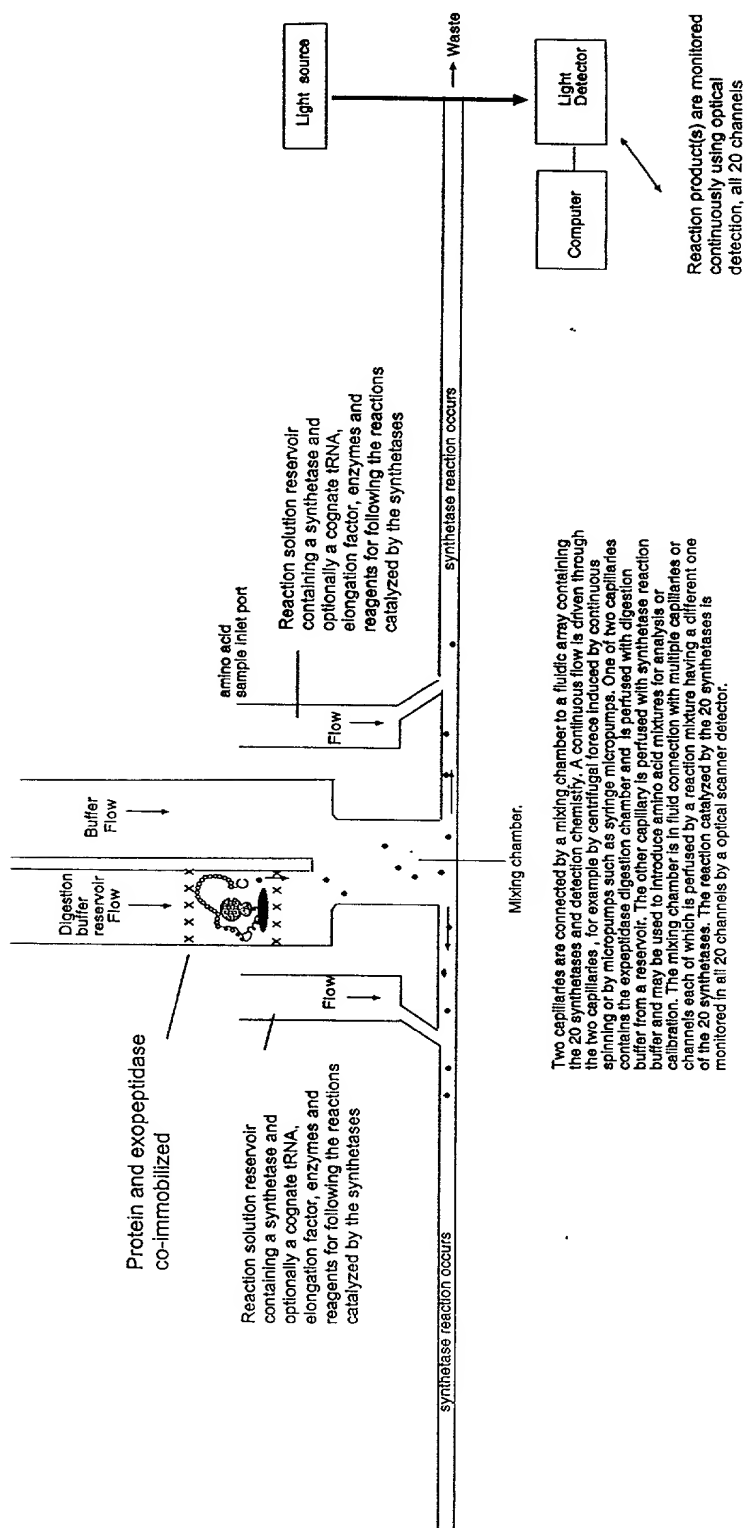 Protein and exopeptidase
co-immobilized
Digestion
buffer
reservoir
Flow
Buffer
Flow
amino acid
sample inlet port
Reaction solution reservoir
containing a synthetase and
optionally a cognate tRNA,
elongation factor, enzymes and
reagents for following the reactions
catalyzed by the synthetases
Flow
Flow
Reaction solution reservoir
containing a synthetase and
optionally a cognate tRNA,
elongation factor, enzymes and
reagents for following the reactions
catalyzed by the synthetases
X X X X
C
C
X X X X
Light source
synthetase reaction occurs
synthetase reaction occurs
Waste
Mixing chamber.
Computer
Light
Detector
Reaction product(s) are monitored
continuously using optical
detection, all 20 channels
Two capillaries are connected by a mixing chamber to a fluidic array containing
the 20 synthetases and detection chemistfy. A continuous flow is driven through
the two capillaries , for example by centrifugal forece induced by continuous
spinning or by micropumps such as syringe micropumps. One of two capillaries
contains the expeptidase digestion chamber and is perfused with digestion
buffer from a reservoir. The other capillary is perfused with synthetase reaction
buffer and may be used to introduce amino acid mixtures for analysis or
calibration. The mixing chamber is in fluid connection with multiple capillaries or
channels each of which is perfused by a reaction mixture having a different one
of the 20 synthetases. The reaction catalyzed by the 20 synthetases is
monitored in all 20 channels by a optical scanner detector.